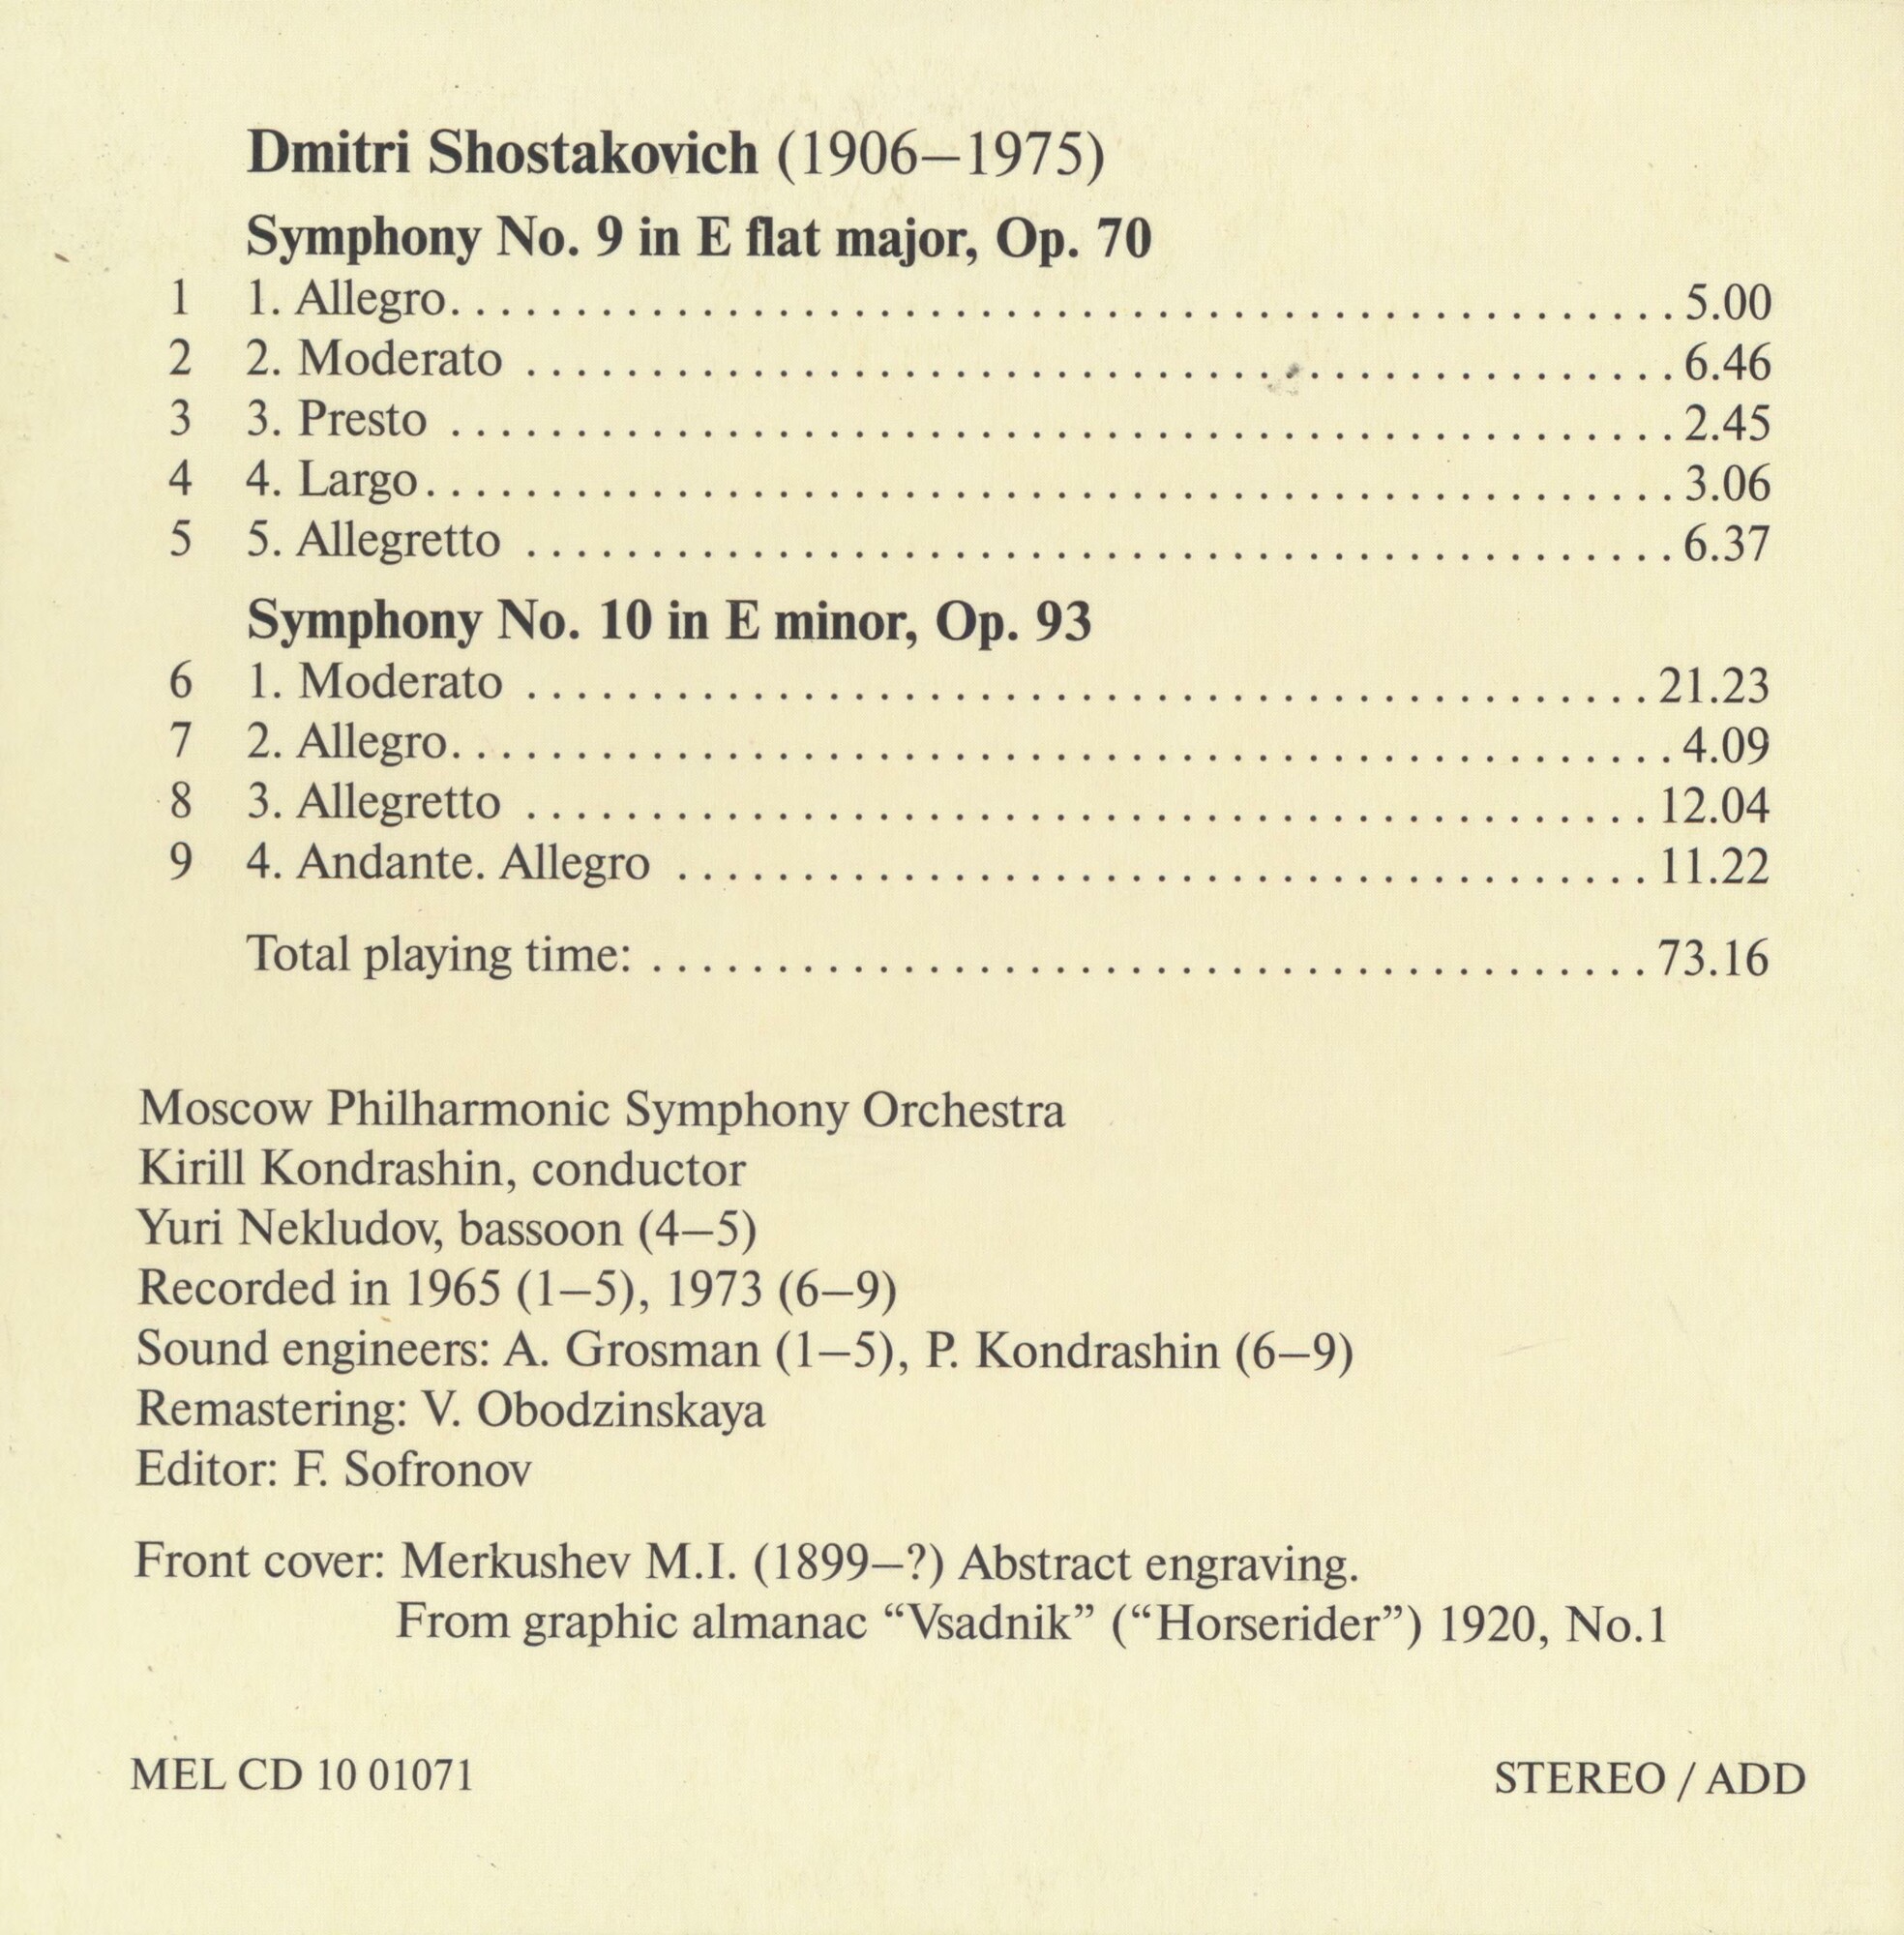 Dmitri Shostakovich (1906–1975)
Symphony No. 9 in E flat major, Op. 70
1 1. Allegro. . . . . . . . . . . . . . . . . . . . . . . . . . . . . . . . . . . . . . . . . . . . . . . . . 5.00
2 2. Moderato . . . . . . . . . . . . . . . . . . . . . . . . . . . . . . . . . . . . . . . . . . . . . . 6.46
3 3. Presto . . . . . . . . . . . . . . . . . . . . . . . . . . . . . . . . . . . . . . . . . . . . . . . . . 2.45
4 4. Largo. . . . . . . . . . . . . . . . . . . . . . . . . . . . . . . . . . . . . . . . . . . . . . . . . . 3.06
5 5. Allegretto . . . . . . . . . . . . . . . . . . . . . . . . . . . . . . . . . . . . . . . . . . . . . . 6.37
Symphony No. 10 in E minor, Op. 93
6 1. Moderato . . . . . . . . . . . . . . . . . . . . . . . . . . . . . . . . . . . . . . . . . . . . . 21.23
7 2. Allegro. . . . . . . . . . . . . . . . . . . . . . . . . . . . . . . . . . . . . . . . . . . . . . . . . 4.09
8 3. Allegretto . . . . . . . . . . . . . . . . . . . . . . . . . . . . . . . . . . . . . . . . . . . . . 12.04
9 4. Andante. Allegro . . . . . . . . . . . . . . . . . . . . . . . . . . . . . . . . . . . . . . . 11.22
Total playing time: . . . . . . . . . . . . . . . . . . . . . . . . . . . . . . . . . . . . . . . . 73.16
Moscow Philharmonic Symphony Orchestra
Kirill Kondrashin, conductor
Yuri Nekludov, bassoon (4–5)
Recorded in 1965 (1–5), 1973 (6–9)
Sound engineers: A. Grosman (1–5), P. Kondrashin (6–9)
Remastering: V. Obodzinskaya
Editor: F. Sofronov
Front cover: Merkushev M.I. (1899–?) Abstract engraving.
From graphic almanac “Vsadnik” (“Horserider”) 1920, No.1
MEL CD 10 01071 STEREO / ADD